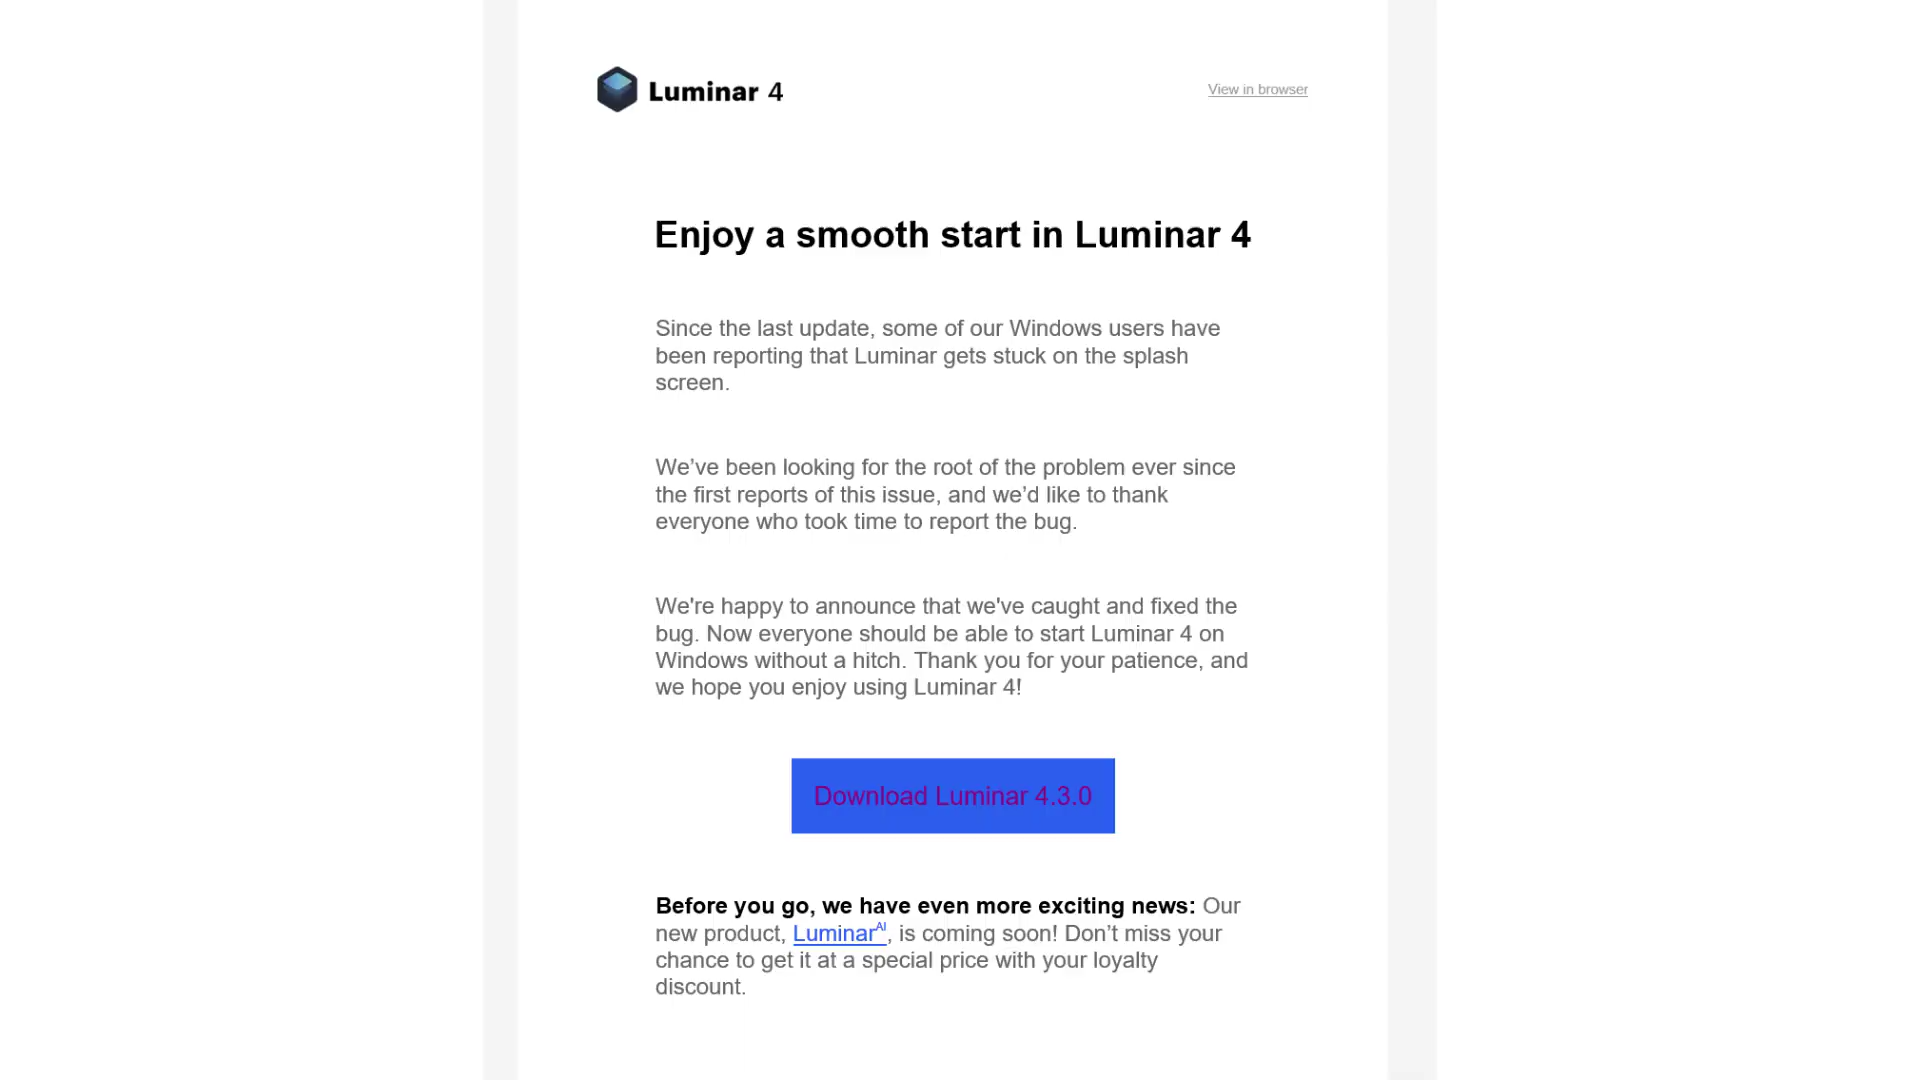 Luminar 4
View in browser
Enjoy a smooth start in Luminar 4
Since the last update, some of our Windows users have
been reporting that Luminar gets stuck on the splash
screen.
We’ve been looking for the root of the problem ever since
the first reports of this issue, and we’d like to thank
everyone who took time to report the bug.
We're happy to announce that we've caught and fixed the
bug. Now everyone should be able to start Luminar 4 on
Windows without a hitch. Thank you for your patience, and
we hope you enjoy using Luminar 4!
Download Luminar 4.3.0
Before you go, we have even more exciting news: Our
new product, LuminarAI, is coming soon! Don’t miss your
chance to get it at a special price with your loyalty
discount.